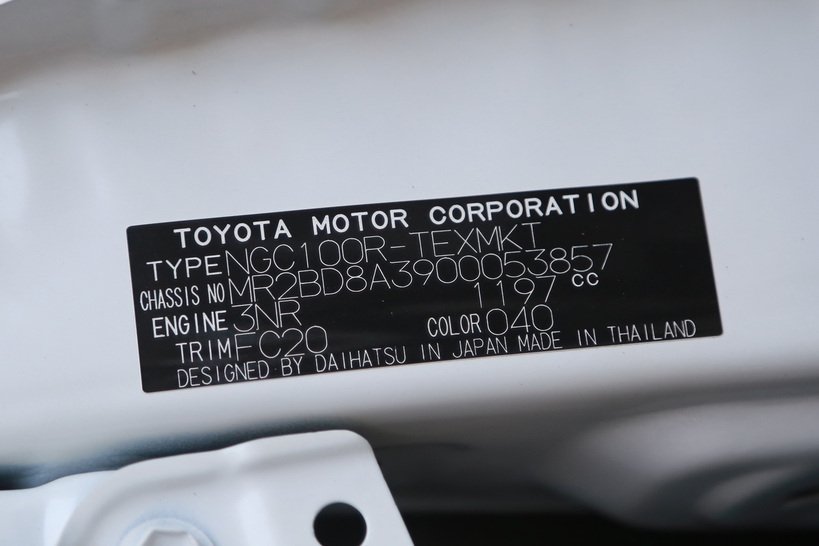 TOYOTA MOTOR CORPORATION
TYPE NGC100R-TEXMKT
CHASSIS NO MR2BD8A3900053857
ENGINE 3NR 1197 CC
TRIM FC20 COLOR 040
DESIGNED BY DAIHATSU IN JAPAN MADE IN THAILAND